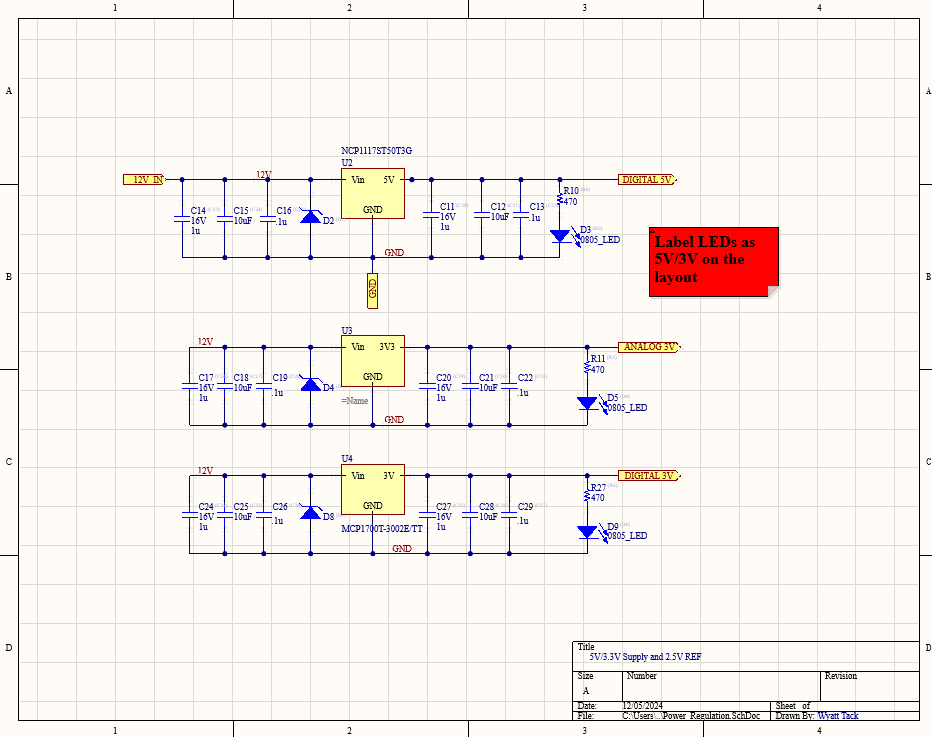 1 2 3 4
A A
NCP1117ST50T3G
U2
12V IN 12V Vin 5V DIGITAL 5V
GND
R10
470
C14
16V
1u
C15
10uF
C16
.1u
D2
C11
16V
1u
C12
10uF
C13
.1u
D3
0805_LED
GND
GND
Label LEDs as
5V/3V on the
layout
B B
U3
12V Vin 3V3 ANALOG 3V
GND
R11
470
C17
16V
1u
C18
10uF
C19
.1u
D4
=Name
C20
16V
1u
C21
10uF
C22
.1u
D5
0805_LED
GND
C C
U4
12V Vin 3V DIGITAL 3V
GND
R27
470
C24
16V
1u
C25
10uF
C26
.1u
D8
MCP1700T-3002E/TT
C27
16V
1u
C28
10uF
C29
.1u
D9
0805_LED
GND
D D
Title
5V/3.3V Supply and 2.5V REF
Size Number Revision
A
Date: 12/05/2024 Sheet of
File: C:\Users\..\Power_Regulation.SchDoc Drawn By: Wyatt Tack
1 2 3 4